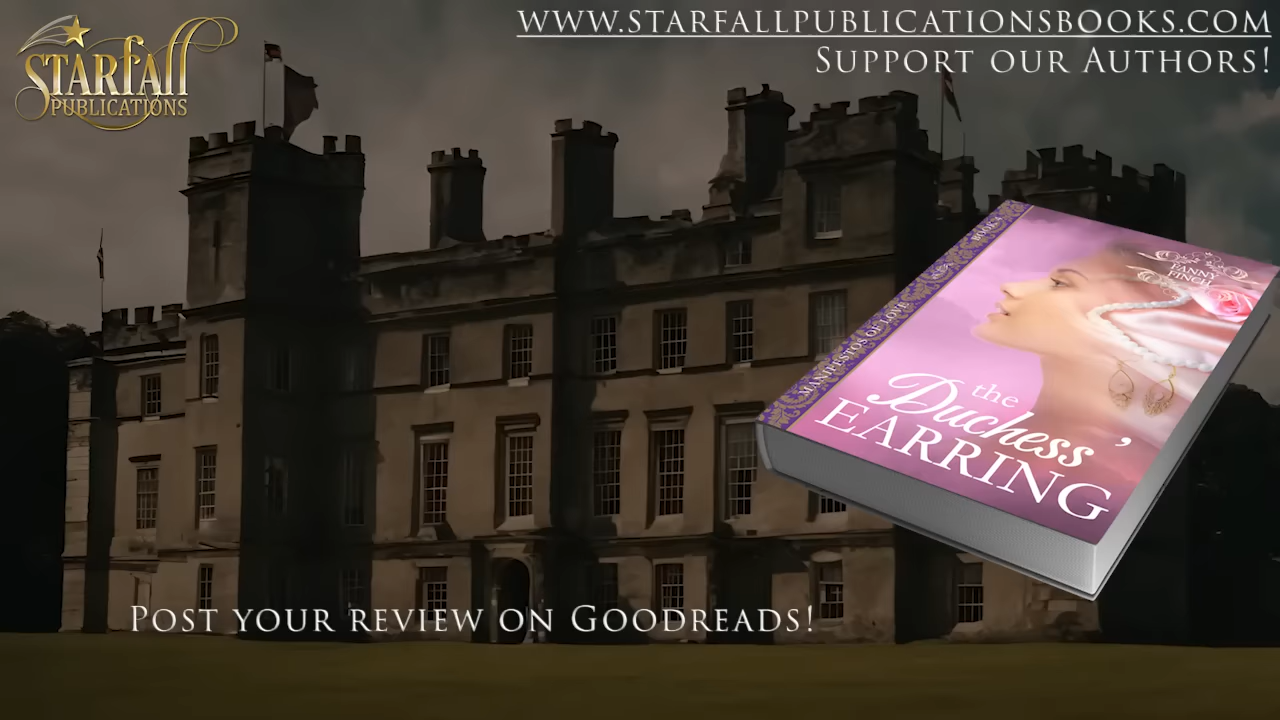 STARfall
PUBLICATIONS
WWW.STARFALLPUBLICATIONSBOOKS.COM
SUPPORT OUR AUTHORS!
FANNY
FINCH
MANIFESTOS OF LOVE
the
Duchess'
EARRING
POST YOUR REVIEW ON GOODREADS!